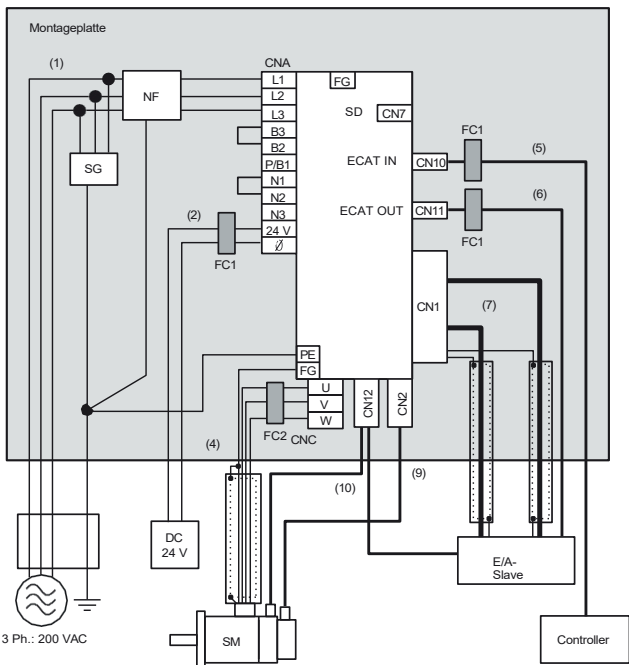 Montageplatte
(1)
CNA
NF
L1
L2
L3
B3
B2
P/B1
N1
N2
N3
24 V
Ø
FG
SD
CN7
ECAT IN
CN10
FC1
(5)
SG
(2)
FC1
ECAT OUT
CN11
FC1
(6)
CN1
(7)
PE
FG
U
V
W
FC2
CNC
CN12
CN2
(4)
(10)
(9)
DC
24 V
E/A-
Slave
3 Ph.: 200 VAC
SM
Controller